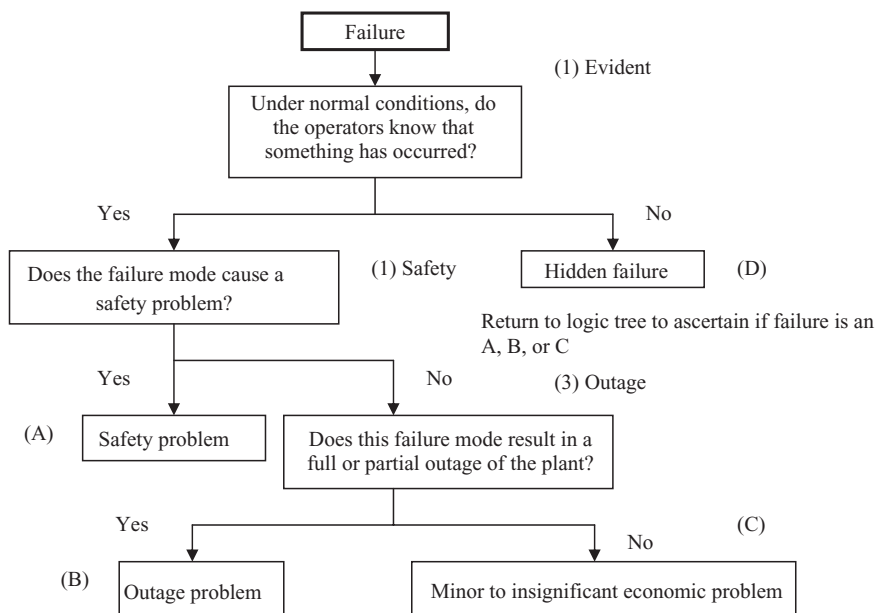 Failure
(1) Evident
Under normal conditions, do
the operators know that
something has occurred?
Yes
No
Does the failure mode cause a
safety problem?
(1) Safety
Hidden failure
(D)
Return to logic tree to ascertain if failure is an
A, B, or C
Yes
No
(3) Outage
(A)
Safety problem
Does this failure mode result in a
full or partial outage of the plant?
Yes
No
(C)
(B)
Outage problem
Minor to insignificant economic problem